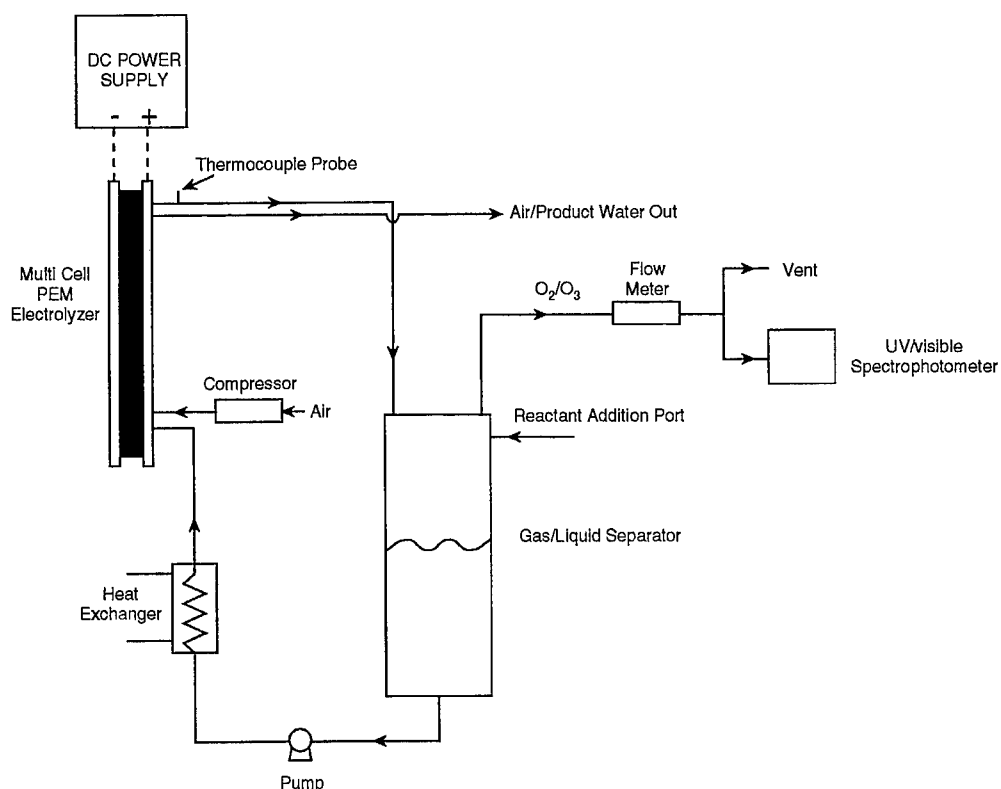 DC POWER
SUPPLY
- +
Thermocouple Probe
Air/Product Water Out
Multi Cell
PEM
Electrolyzer
O₂/O₃
Flow
Meter
Vent
UV/visible
Spectrophotometer
Compressor
Air
Reactant Addition Port
Gas/Liquid Separator
Heat
Exchanger
Pump